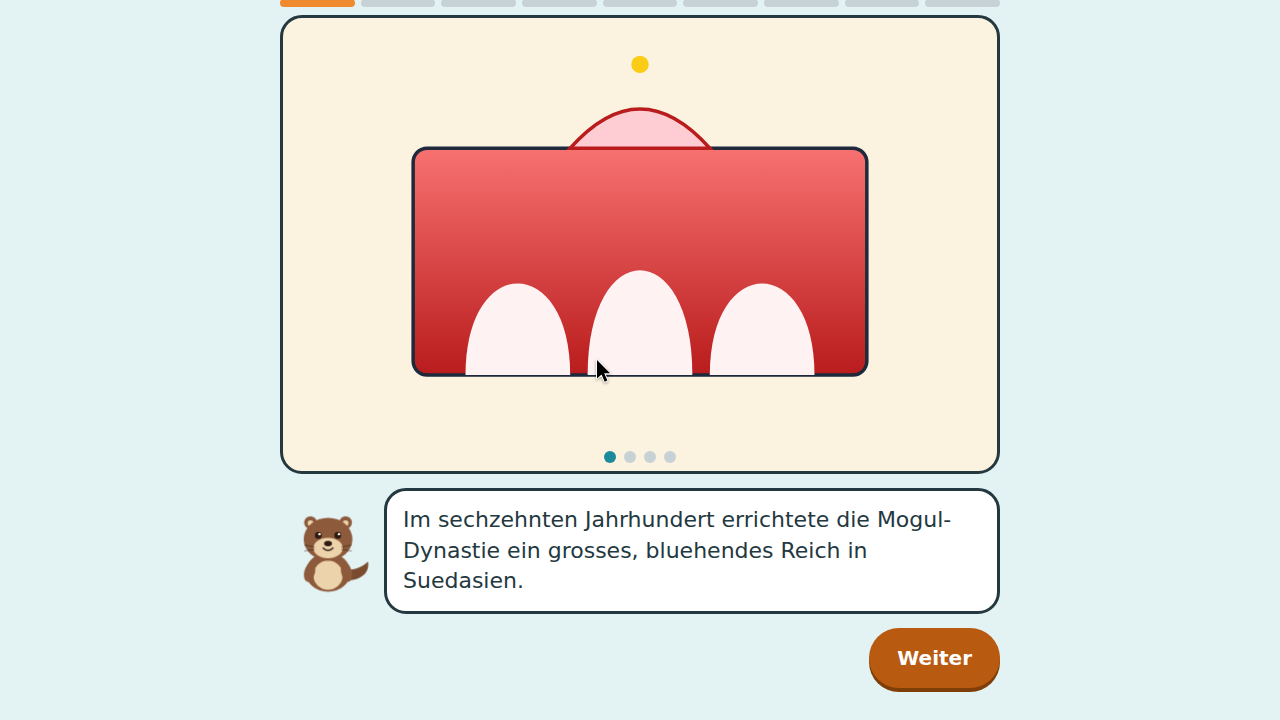 Im sechzehnten Jahrhundert errichtete die Mogul-
Dynastie ein grosses, bluehendes Reich in
Suedasien.
Weiter